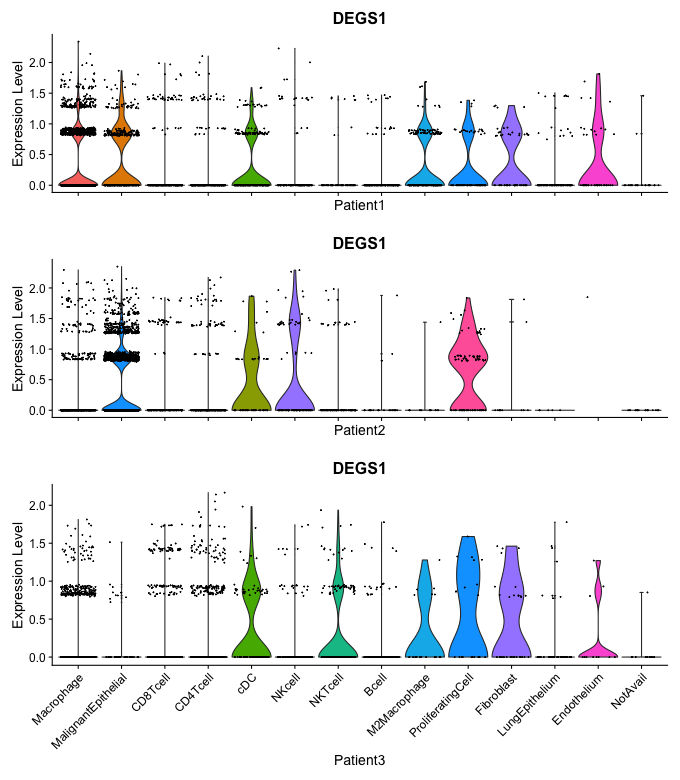 DEGS1
Expression Level
2.0
1.5
1.0
0.5
0.0
Patient1
DEGS1
Expression Level
2.0
1.5
1.0
0.5
0.0
Patient2
DEGS1
Expression Level
2.0
1.5
1.0
0.5
0.0
Macrophage
MalignantEpithelial
CD8Tcell
CD4Tcell
cDC
NKcell
NKTcell
Bcell
M2Macrophage
ProliferatingCell
Fibroblast
LungEpithelium
Endothelium
NotAvail
Patient3